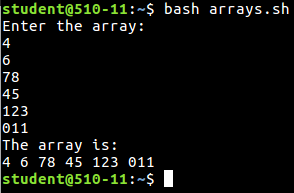 student@510-11:~$ bash arrays.sh
Enter the array:
4
6
78
45
123
011
The array is:
4 6 78 45 123 011
student@510-11:~$